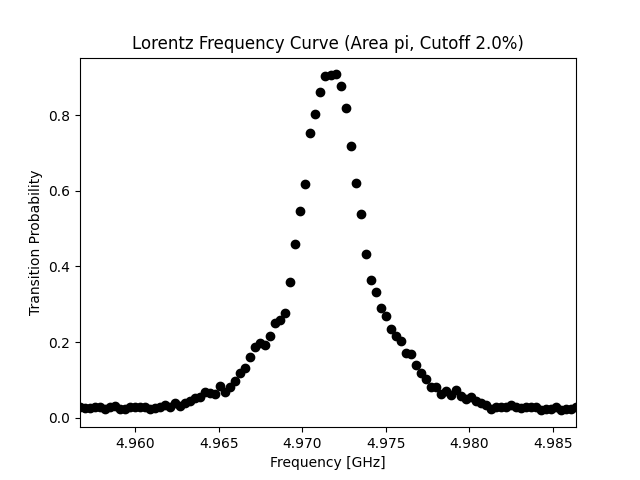 Lorentz Frequency Curve (Area pi, Cutoff 2.0%)
Transition Probability
0.8
0.6
0.4
0.2
0.0
4.960 4.965 4.970 4.975 4.980 4.985
Frequency [GHz]